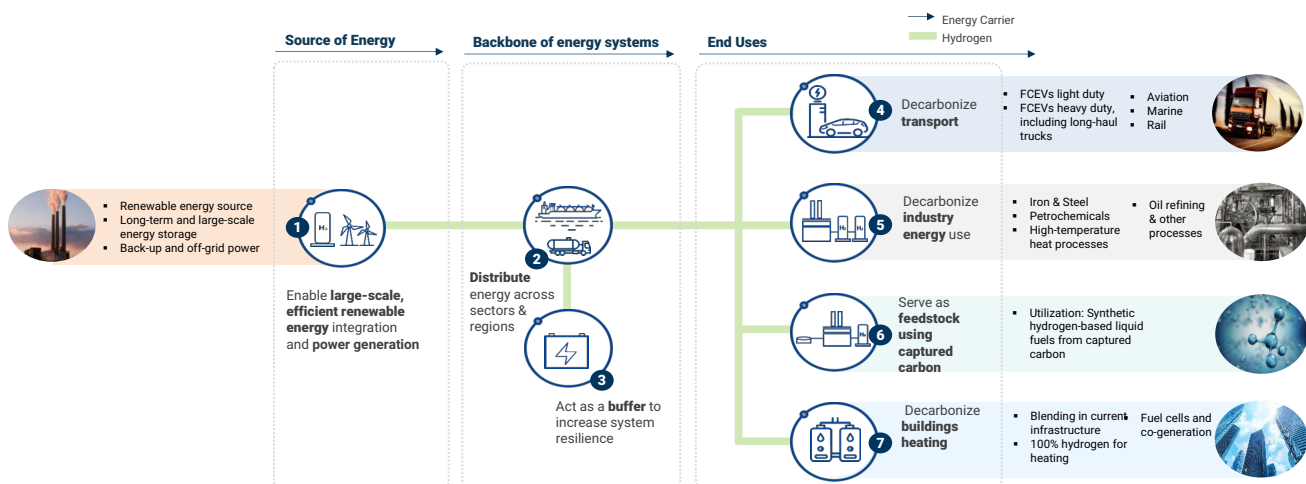 Energy Carrier
Hydrogen
Source of Energy
Backbone of energy systems
End Uses
▪ Renewable energy source
▪ Long-term and large-scale
energy storage
▪ Back-up and off-grid power
1
H₂
Enable large-scale,
efficient renewable
energy integration
and power generation
2
Distribute
energy across
sectors &
regions
3
Act as a buffer to
increase system
resilience
4
Decarbonize
transport
▪ FCEVs light duty
▪ FCEVs heavy duty,
including long-haul
trucks
▪ Aviation
▪ Marine
▪ Rail
5
H₂ H₂
Decarbonize
industry
energy use
▪ Iron & Steel
▪ Petrochemicals
▪ High-temperature
heat processes
▪ Oil refining
& other
processes
6
H₂
Serve as
feedstock
using
captured
carbon
▪ Utilization: Synthetic
hydrogen-based liquid
fuels from captured
carbon
7
Decarbonize
buildings
heating
▪ Blending in current
infrastructure
▪ 100% hydrogen for
heating
▪ Fuel cells and
co-generation